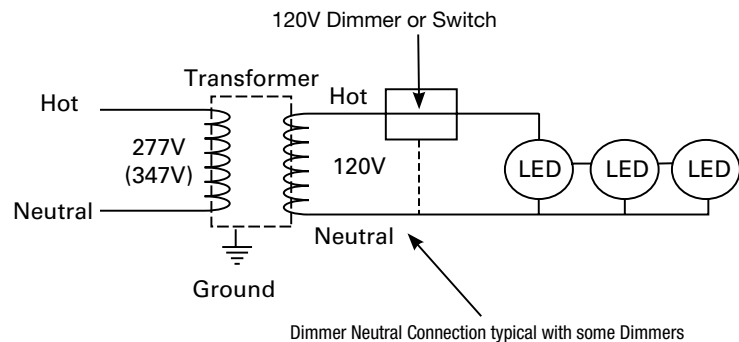 120V Dimmer or Switch
Transformer
Hot
Hot
277V
(347V)
120V
LED
LED
LED
Neutral
Neutral
Ground
Dimmer Neutral Connection typical with some Dimmers